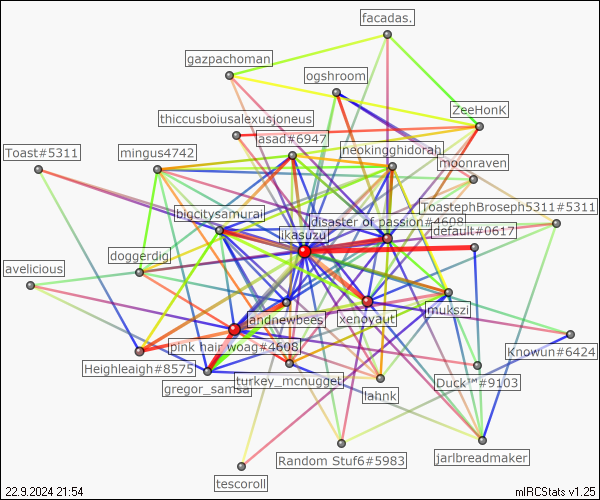 facadas.
gazpachoman
ogshroom
ZeeHonK
thiccusboiusalexusjoneus
asad#6947
neokingghidorah
Toast#5311
mingus4742
moonraven
ToastephBroseph5311#5311
bigcitysamurai
disaster of passion#4608
ikasuzu
default#0617
doggerdig
avelicious
andnewbees
xenoyaut
mukszi
pink hair woag#4608
Knowun#6424
Heighleaigh#8575
gregor_samsa
turkey_mcnugget
lahnk
Duck™#9103
Random Stuf6#5983
jarlbreadmaker
tescoroll
22.9.2024 21:54
mIRCStats v1.25